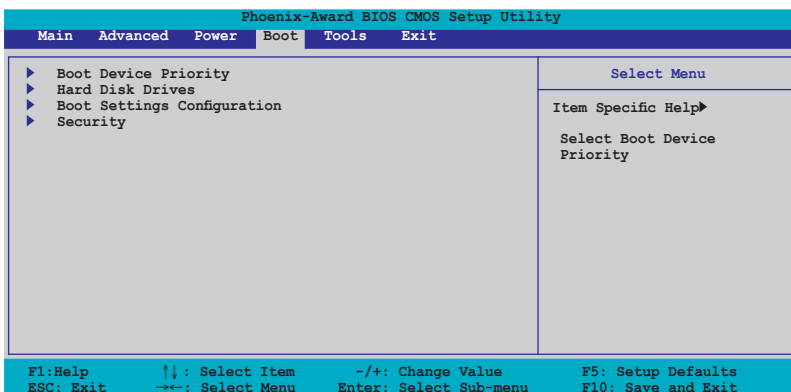 Phoenix-Award BIOS CMOS Setup Utility
Main Advanced Power Boot Tools Exit
▶ Boot Device Priority
▶ Hard Disk Drives
▶ Boot Settings Configuration
▶ Security
Select Menu
Item Specific Help▶
Select Boot Device
Priority
F1:Help ↑↓: Select Item -/+: Change Value F5: Setup Defaults
ESC: Exit →←: Select Menu Enter: Select Sub-menu F10: Save and Exit